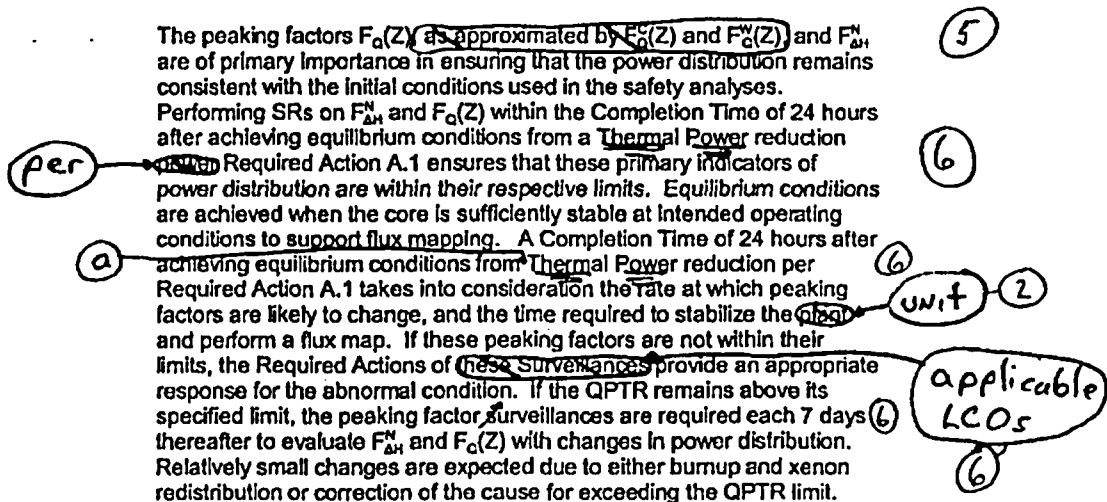 The peaking factors F_Q(Z), as approximated by F_Q^C(Z) and F_Q^W(Z), and F_ΔH^N ⑤
are of primary importance in ensuring that the power distribution remains
consistent with the initial conditions used in the safety analyses.
Performing SRs on F_ΔH^N and F_Q(Z) within the Completion Time of 24 hours
after achieving equilibrium conditions from a Thermal Power reduction
per power Required Action A.1 ensures that these primary indicators of ⑥
power distribution are within their respective limits. Equilibrium conditions
are achieved when the core is sufficiently stable at intended operating
conditions to support flux mapping. A Completion Time of 24 hours after
a achieving equilibrium conditions from Thermal Power reduction per ⑥
Required Action A.1 takes into consideration the rate at which peaking
factors are likely to change, and the time required to stabilize the plant unit ②
and perform a flux map. If these peaking factors are not within their
limits, the Required Actions of these Surveillances provide an appropriate
response for the abnormal condition. If the QPTR remains above its applicable
specified limit, the peaking factor surveillances are required each 7 days ⑥ LCOs
thereafter to evaluate F_ΔH^N and F_Q(Z) with changes in power distribution. ⑥
Relatively small changes are expected due to either burnup and xenon
redistribution or correction of the cause for exceeding the QPTR limit.